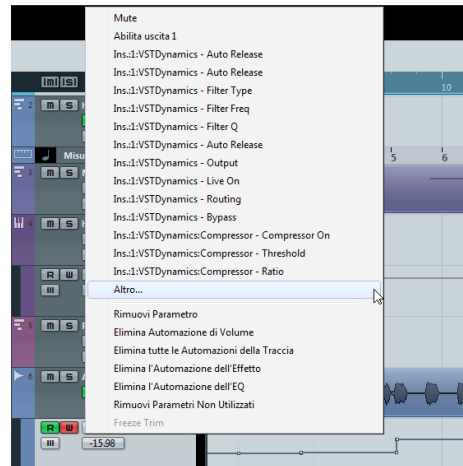 Mute
Abilita uscita 1
Ins.:1:VSTDynamics - Auto Release
Ins.:1:VSTDynamics - Auto Release
Ins.:1:VSTDynamics - Filter Type
Ins.:1:VSTDynamics - Filter Freq
Ins.:1:VSTDynamics - Filter Q
Ins.:1:VSTDynamics - Auto Release
Ins.:1:VSTDynamics - Output
Ins.:1:VSTDynamics - Live On
Ins.:1:VSTDynamics - Routing
Ins.:1:VSTDynamics - Bypass
Ins.:1:VSTDynamics:Compressor - Compressor On
Ins.:1:VSTDynamics:Compressor - Threshold
Ins.:1:VSTDynamics:Compressor - Ratio
Altro...
Rimuovi Parametro
Elimina Automazione di Volume
Elimina tutte le Automazioni della Traccia
Elimina l'Automazione dell'Effetto
Elimina l'Automazione dell'EQ
Rimuovi Parametri Non Utilizzati
Freeze Trim
m S
10
2 m S
Misu
5 6
3 m S
4 m S
R W
5 m S
6 m S
R W
-15.98